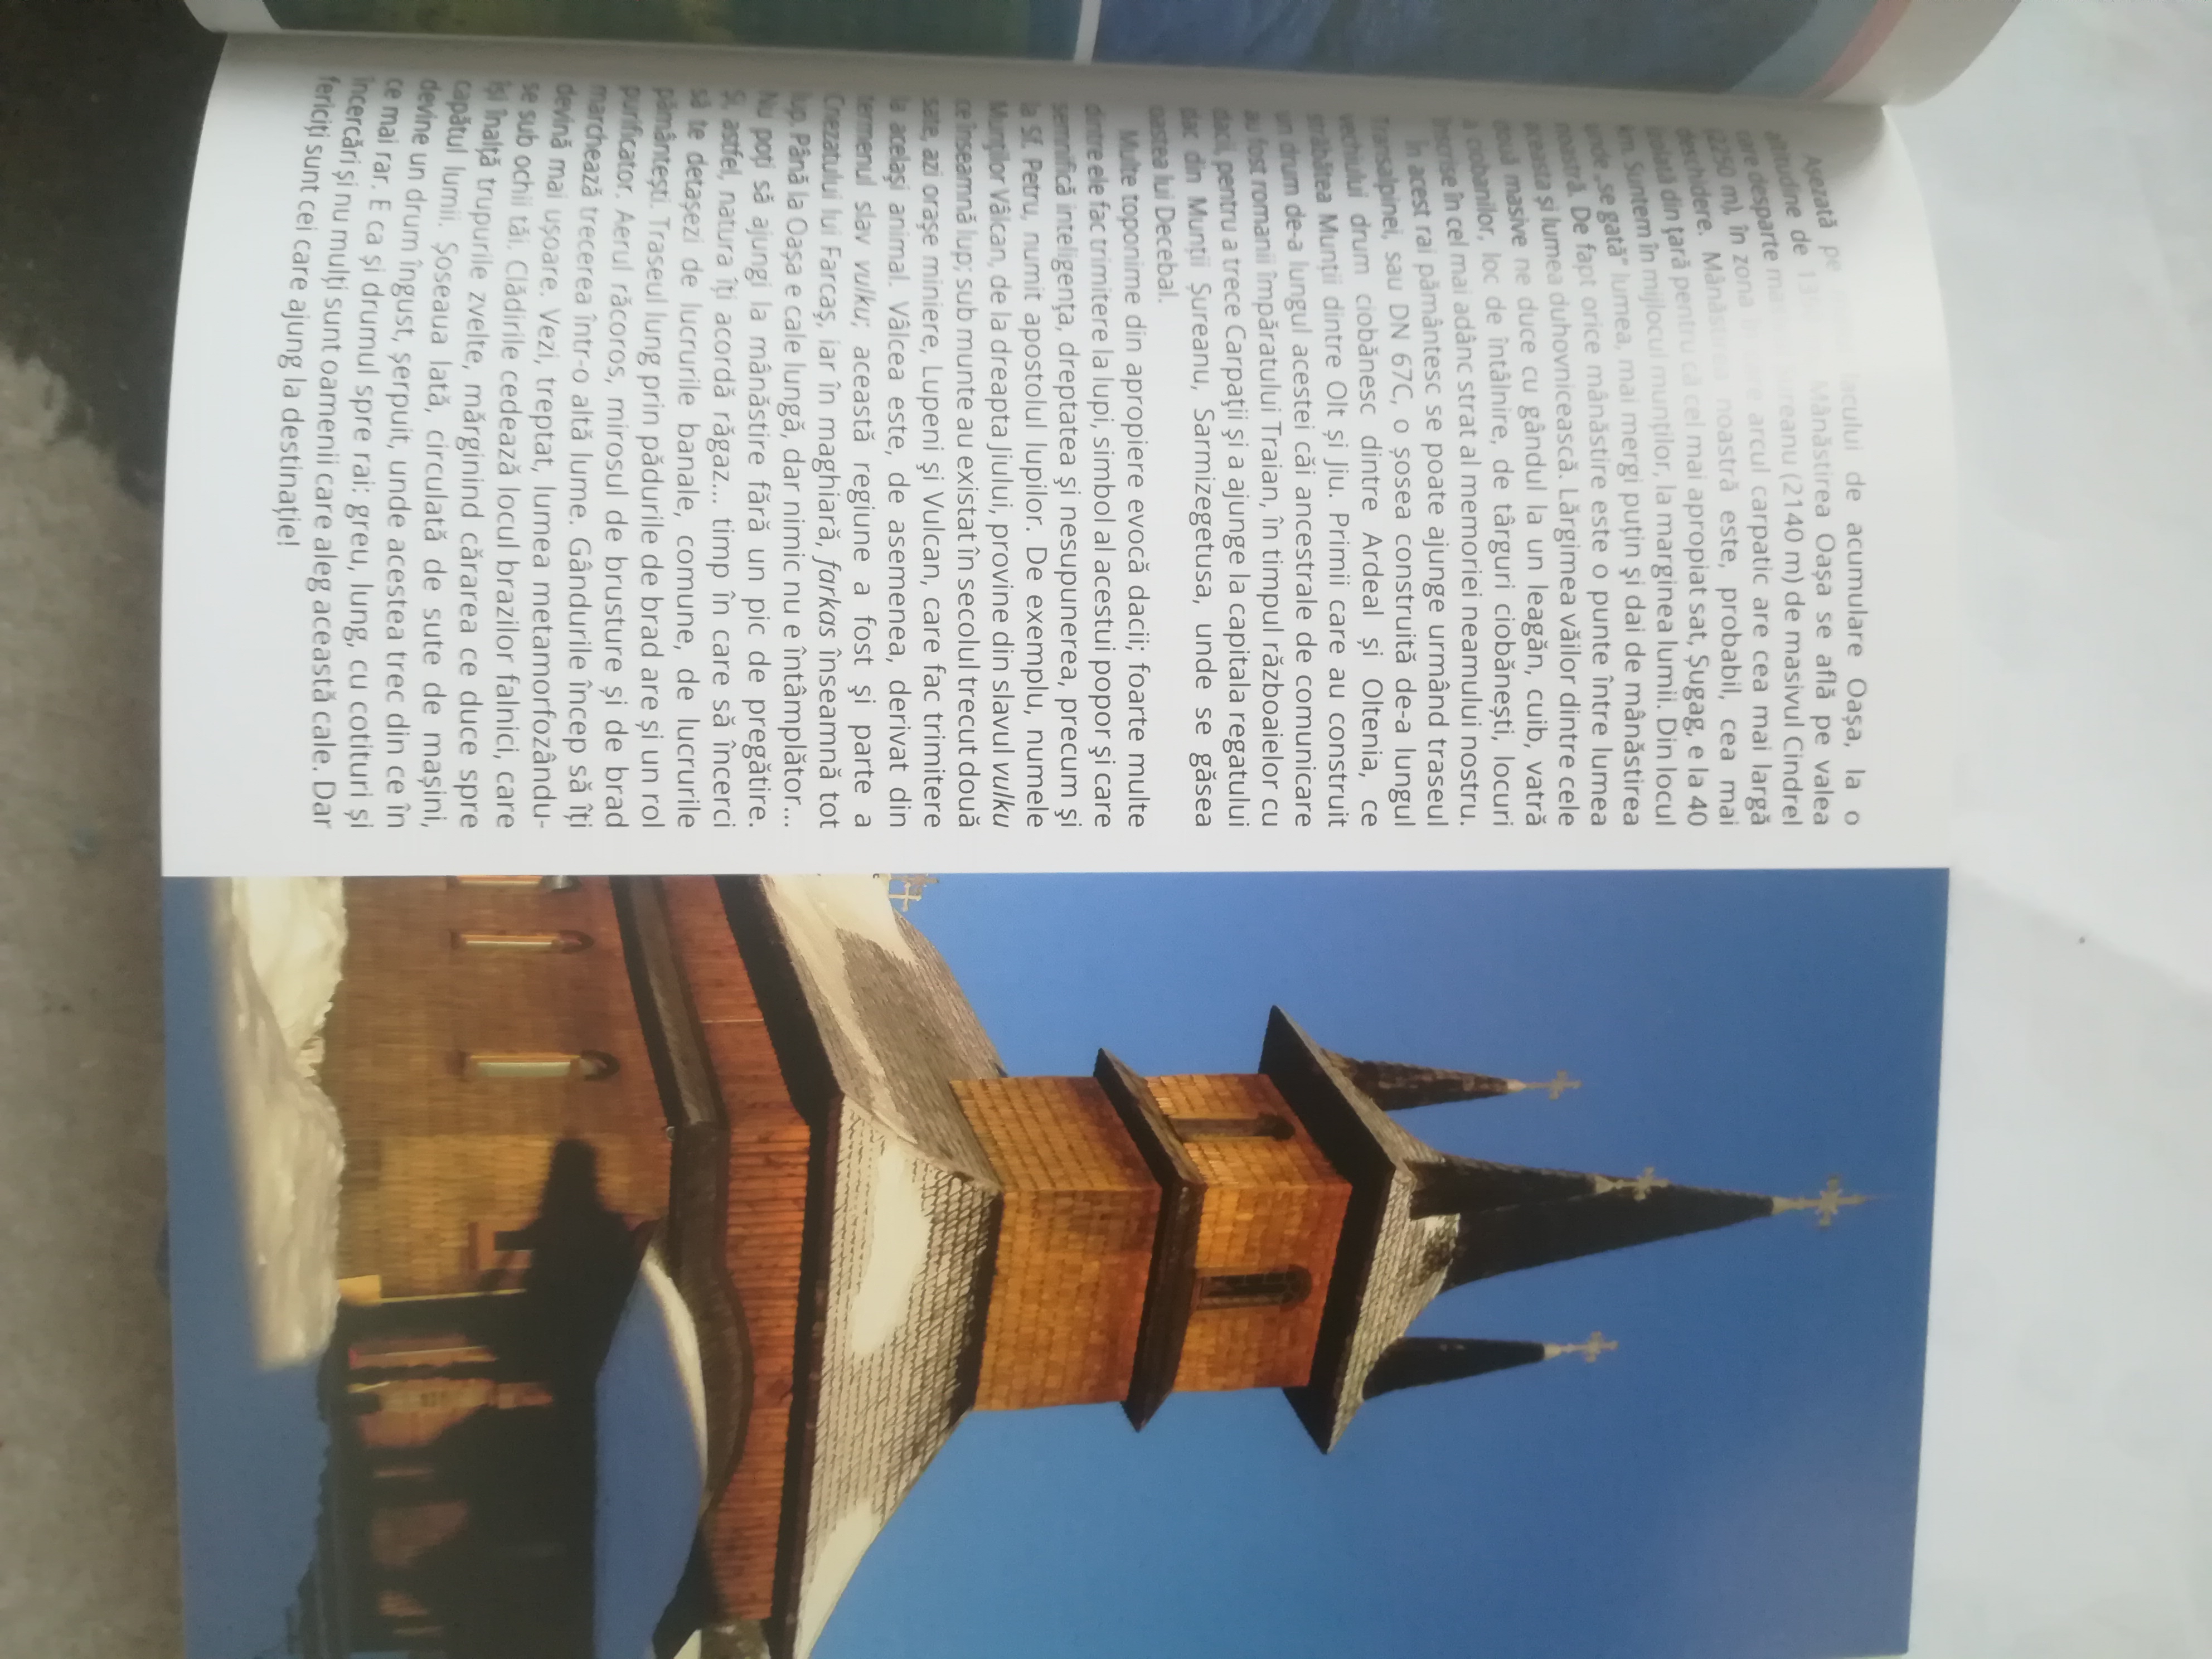 Așezată pe lacului de acumulare Oașa, la o
altitudine de Mânăstirea Oașa se află pe valea
care desparte Șureanu (2140 m) de masivul Cindrel
(2250 m), în zona în care arcul carpatic are cea mai largă
deschidere. Mânăstirea noastră este, probabil, cea mai
izolată din ţară pentru că cel mai apropiat sat, Șugag, e la 40
km. Suntem în mijlocul munților, la marginea lumii. Din locul
unde „se gată” lumea, mai mergi puțin şi dai de mânăstirea
noastră. De fapt orice mânăstire este o punte între lumea
aceasta și lumea duhovnicească. Lărgimea văilor dintre cele
două masive ne duce cu gândul la un leagăn, cuib, vatră
a ciobanilor, loc de întâlnire, de târguri ciobănești, locuri
înscrise în cel mai adânc strat al memoriei neamului nostru.
În acest rai pământesc se poate ajunge urmând traseul
Transalpinei, sau DN 67C, o șosea construită de-a lungul
vechiului drum ciobănesc dintre Ardeal și Oltenia, ce
străbătea Munții dintre Olt și Jiu. Primii care au construit
un drum de-a lungul acestei căi ancestrale de comunicare
au fost romanii împăratului Traian, în timpul războaielor cu
dacii, pentru a trece Carpaţii şi a ajunge la capitala regatului
dac din Munții Șureanu, Sarmizegetusa, unde se găsea
oastea lui Decebal.
Multe toponime din apropiere evocă dacii; foarte multe
dintre ele fac trimitere la lupi, simbol al acestui popor şi care
semnifică inteligenţa, dreptatea şi nesupunerea, precum şi
la Sf. Petru, numit apostolul lupilor. De exemplu, numele
Munţilor Vâlcan, de la dreapta Jiului, provine din slavul vulku
ce înseamnă lup; sub munte au existat în secolul trecut două
sate, azi oraşe miniere, Lupeni şi Vulcan, care fac trimitere
la acelaşi animal. Vâlcea este, de asemenea, derivat din
termenul slav vulku; această regiune a fost şi parte a
Cnezatului lui Farcaş, iar în maghiară, farkas înseamnă tot
lup. Până la Oașa e cale lungă, dar nimic nu e întâmplător...
Nu poți să ajungi la mânăstire fără un pic de pregătire.
Și, astfel, natura îți acordă răgaz... timp în care să încerci
să te detașezi de lucrurile banale, comune, de lucrurile
pământești. Traseul lung prin pădurile de brad are și un rol
purificator. Aerul răcoros, mirosul de brusture și de brad
marchează trecerea într-o altă lume. Gândurile încep să îți
devină mai ușoare. Vezi, treptat, lumea metamorfozându-
se sub ochii tăi. Clădirile cedează locul brazilor falnici, care
își înalță trupurile zvelte, mărginind cărarea ce duce spre
capătul lumii. Șoseaua lată, circulată de sute de mașini,
devine un drum îngust, șerpuit, unde acestea trec din ce în
ce mai rar. E ca și drumul spre rai: greu, lung, cu cotituri și
încercări și nu mulți sunt oamenii care aleg această cale. Dar
fericiți sunt cei care ajung la destinație!